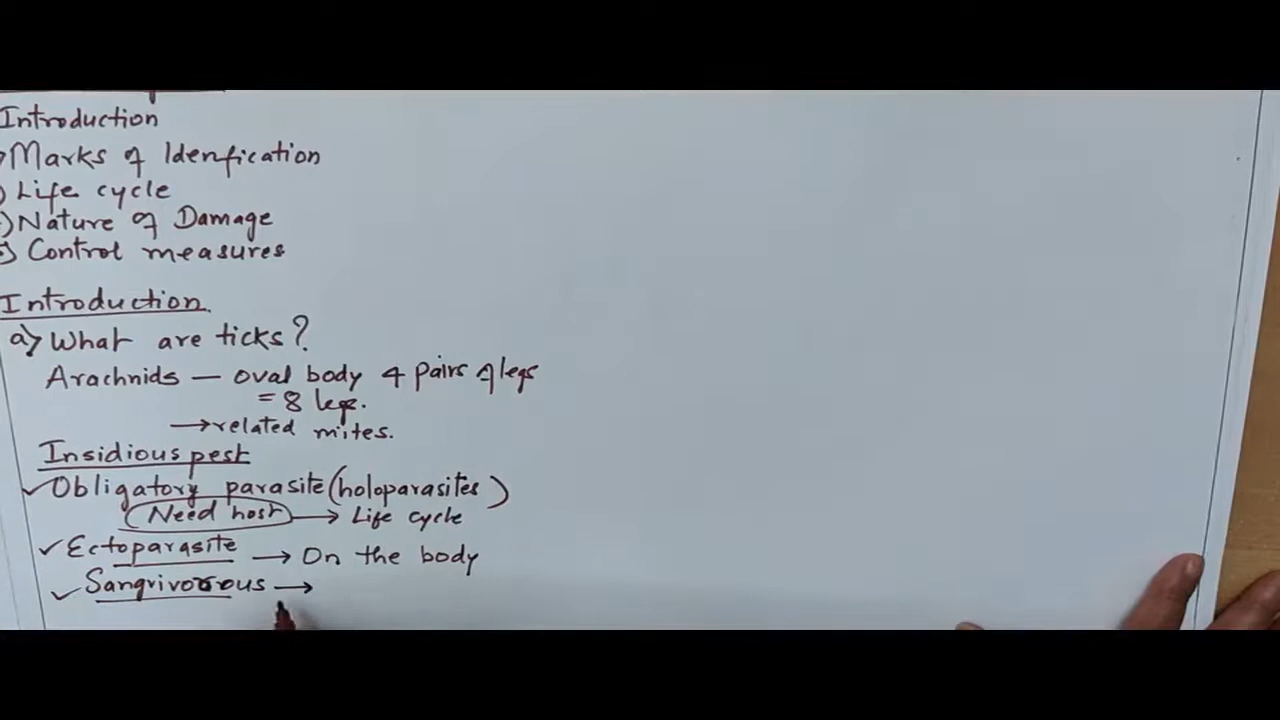 Introduction
Marks of Idenfication
Life cycle
Nature of Damage
Control measures
Introduction.
a) What are ticks?
Arachnids — oval body 4 pairs of legs
= 8 legs.
→ related mites.
Insidious pest
✓ Obligatory parasite (holoparasites)
Need host → Life cycle
✓ Ectoparasite → On the body
✓ Sangrivorous →